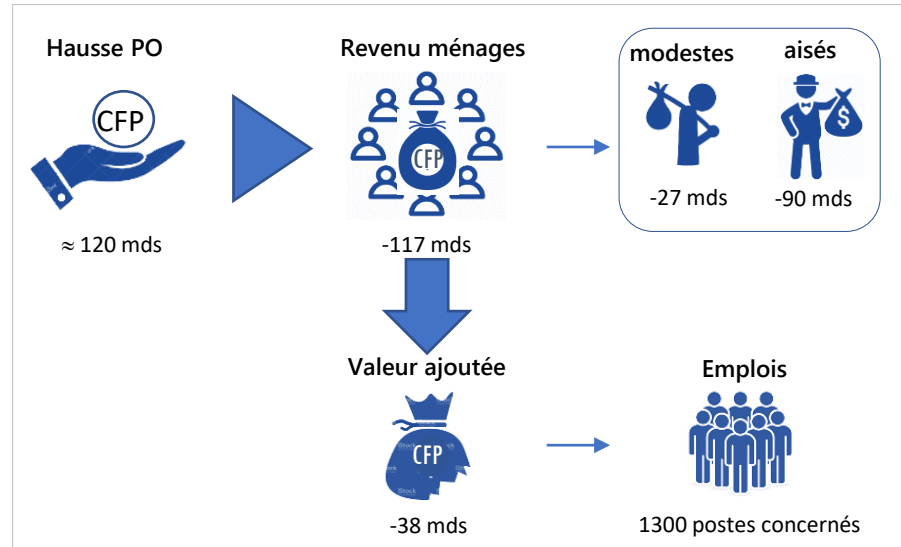 Hausse PO
Revenu ménages
modestes
aisés
CFP
CFP
$
-27 mds
-90 mds
≈ 120 mds
-117 mds
Valeur ajoutée
Emplois
CFP
-38 mds
1300 postes concernés